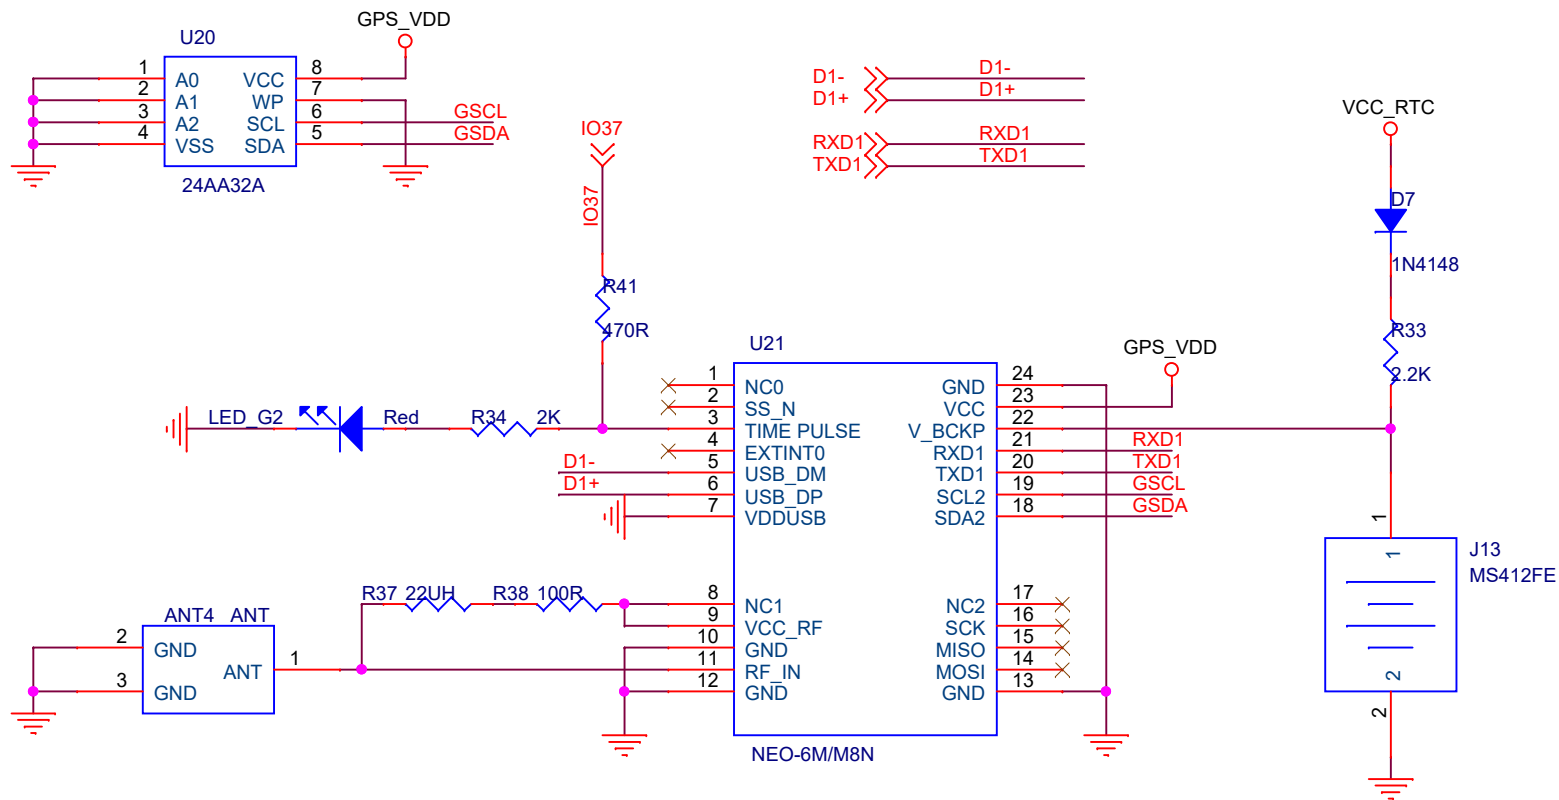 GPS_VDD
U20
1 A0 VCC 8
2 A1 WP 7
3 A2 SCL 6 GSCL
4 VSS SDA 5 GSDA
24AA32A
D1- D1-
D1+ D1+
RXD1 RXD1
TXD1 TXD1
IO37
IO37
R41
470R
VCC_RTC
D7
1N4148
R33
2.2K
U21
GPS_VDD
1 NC0 GND 24
2 SS_N VCC 23
LED_G2 Red R34 2K 3 TIME PULSE V_BCKP 22
4 EXTINT0 RXD1 21 RXD1
D1- 5 USB_DM TXD1 20 TXD1
D1+ 6 USB_DP SCL2 19 GSCL
7 VDDUSB SDA2 18 GSDA
R37 22UH R38 100R 8 NC1 NC2 17
9 VCC_RF SCK 16
10 GND MISO 15
11 RF_IN MOSI 14
12 GND GND 13
NEO-6M/M8N
ANT4 ANT
2 GND
ANT 1
3 GND
1
1
J13
MS412FE
2
2